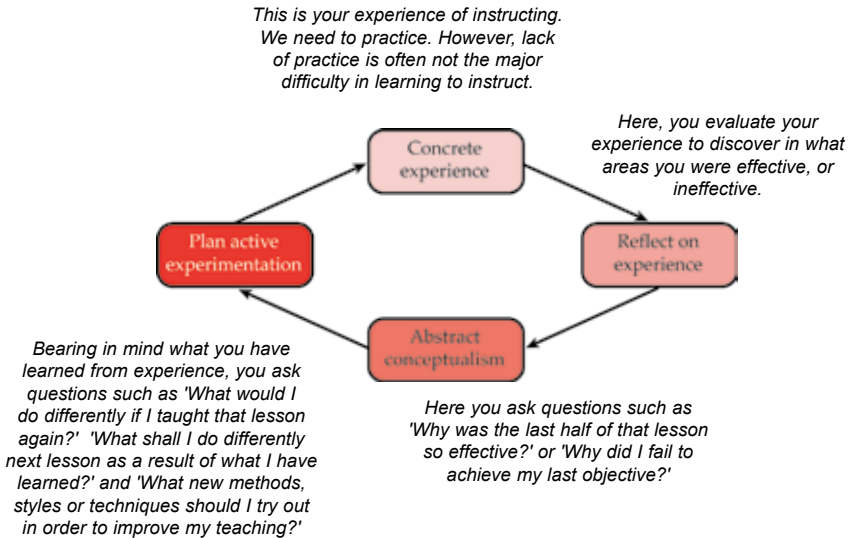 This is your experience of instructing.
We need to practice. However, lack
of practice is often not the major
difficulty in learning to instruct.
Concrete
experience
Here, you evaluate your
experience to discover in what
areas you were effective, or
ineffective.
Plan active
experimentation
Reflect on
experience
Abstract
conceptualism
Bearing in mind what you have
learned from experience, you ask
questions such as 'What would I
do differently if I taught that lesson
again?' 'What shall I do differently
next lesson as a result of what I have
learned?' and 'What new methods,
styles or techniques should I try out
in order to improve my teaching?'
Here you ask questions such as
'Why was the last half of that lesson
so effective?' or 'Why did I fail to
achieve my last objective?'